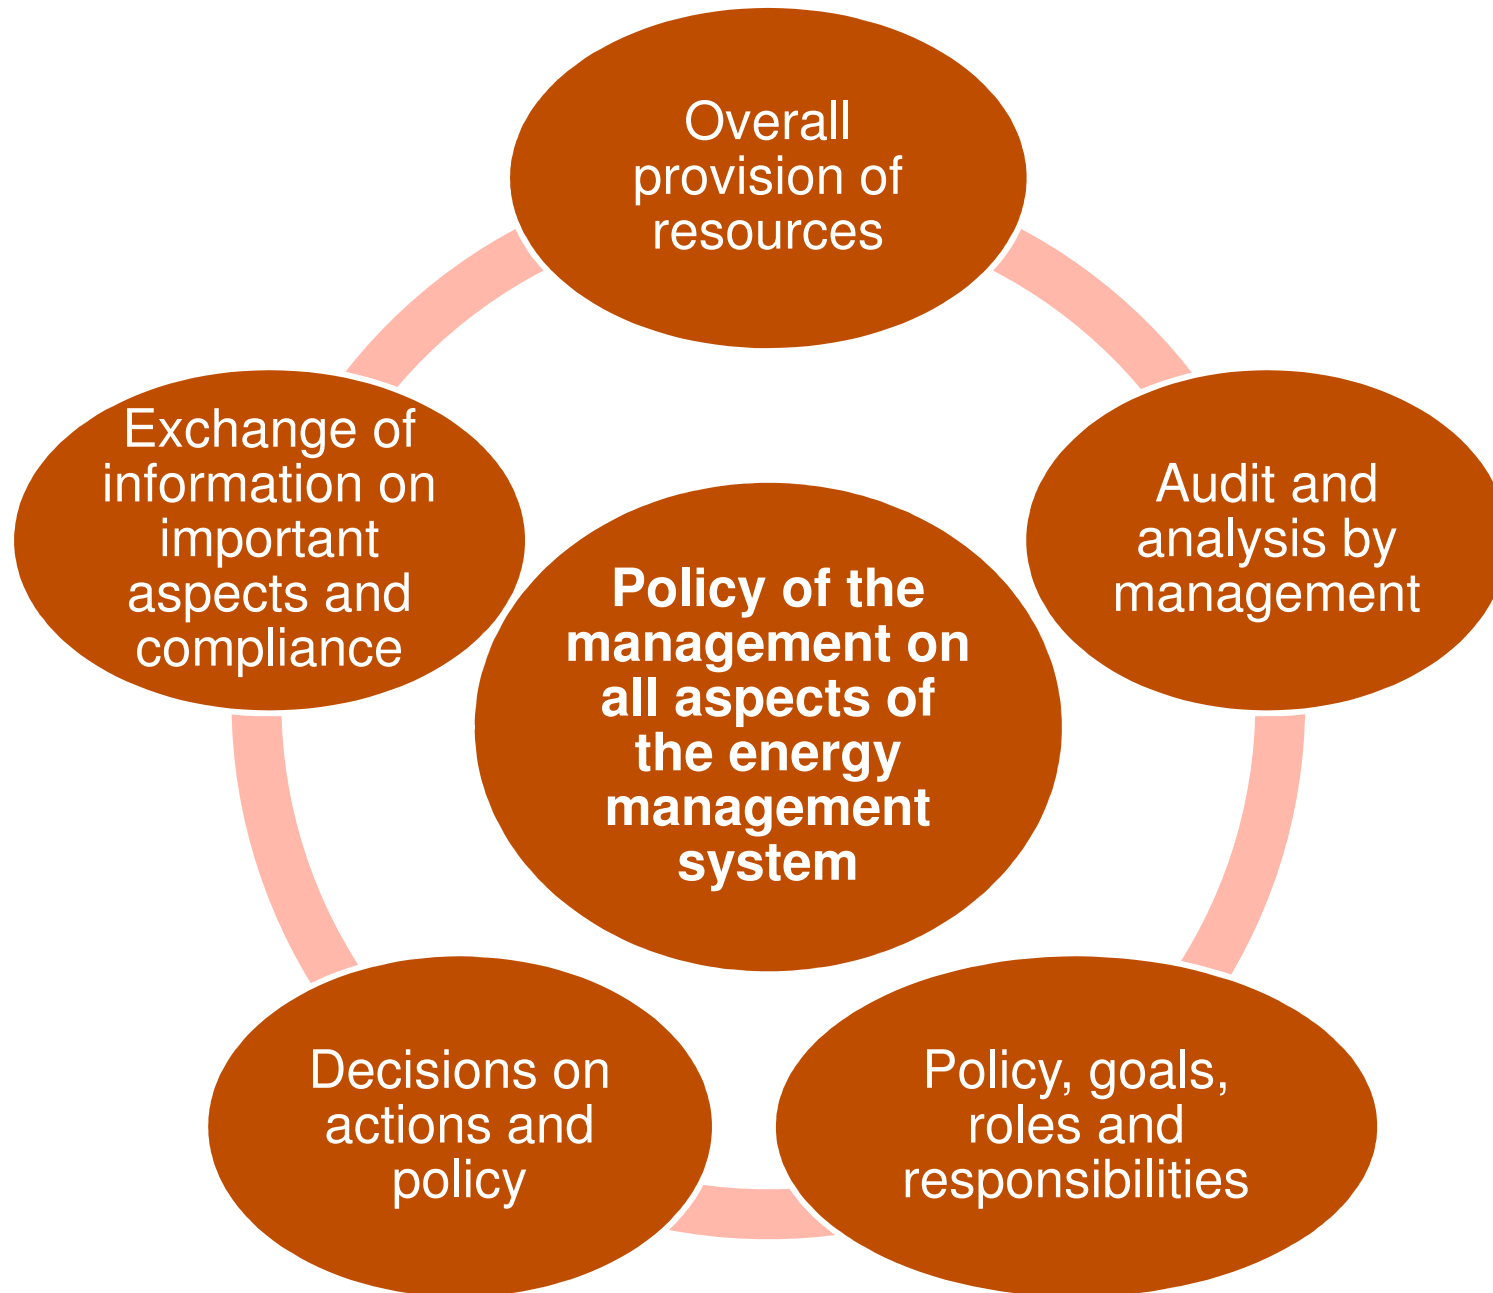 Overall
provision of
resources
Exchange of
information on
important
aspects and
compliance
Audit and
analysis by
management
Policy of the
management on
all aspects of
the energy
management
system
Decisions on
actions and
policy
Policy, goals,
roles and
responsibilities